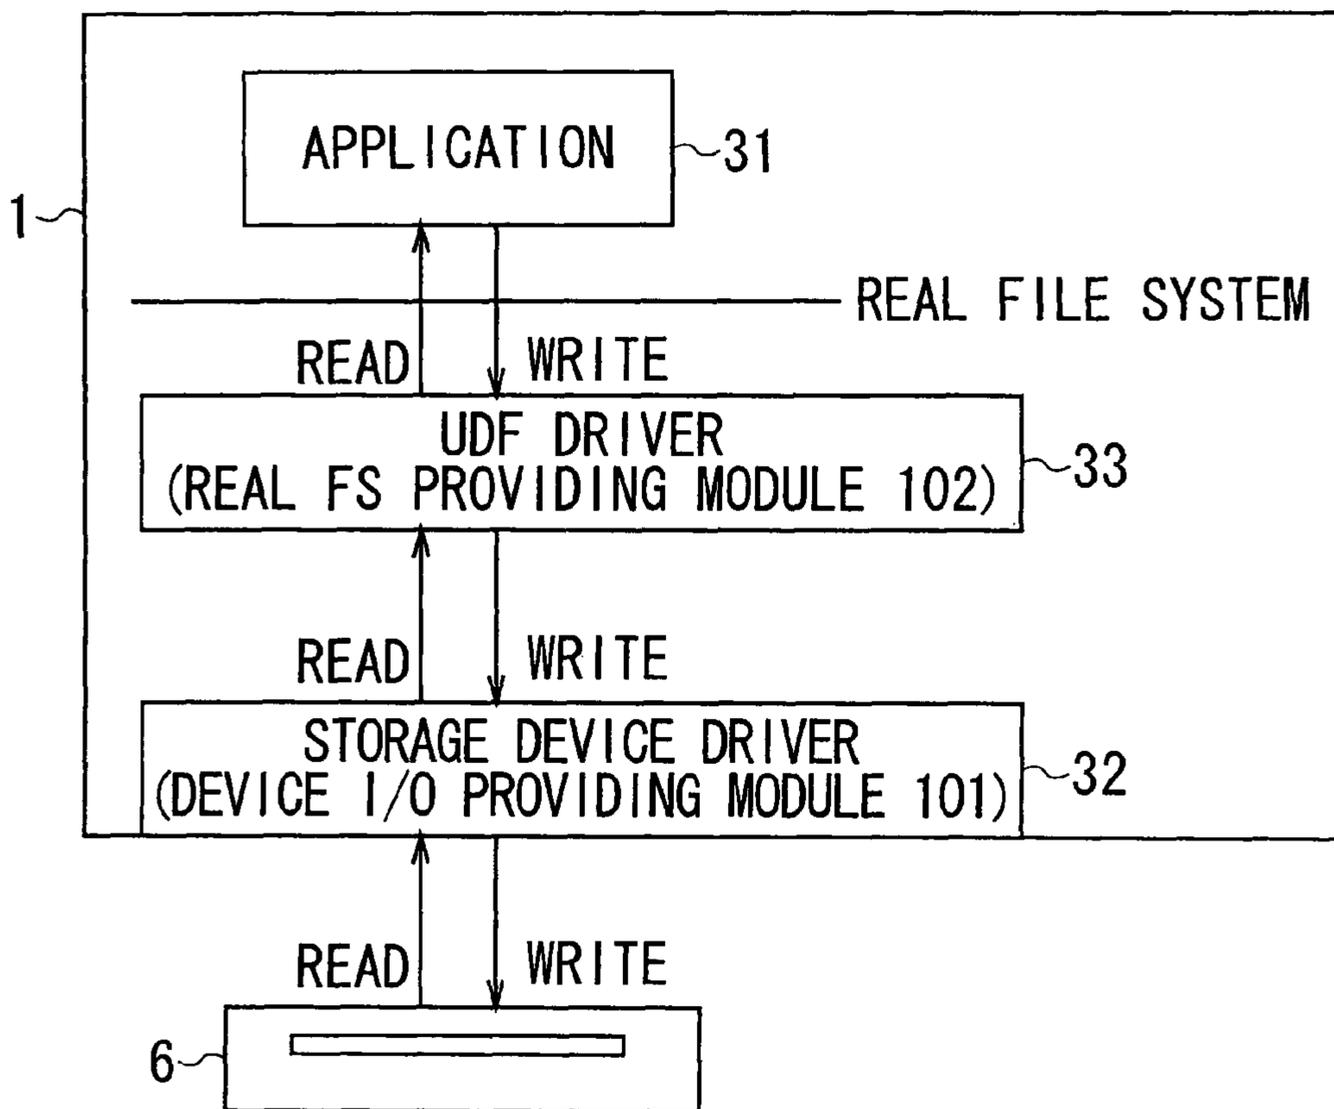 APPLICATION
31
1
REAL FILE SYSTEM
READ
WRITE
UDF DRIVER
(REAL FS PROVIDING MODULE 102)
33
READ
WRITE
STORAGE DEVICE DRIVER
(DEVICE I/O PROVIDING MODULE 101)
32
READ
WRITE
6